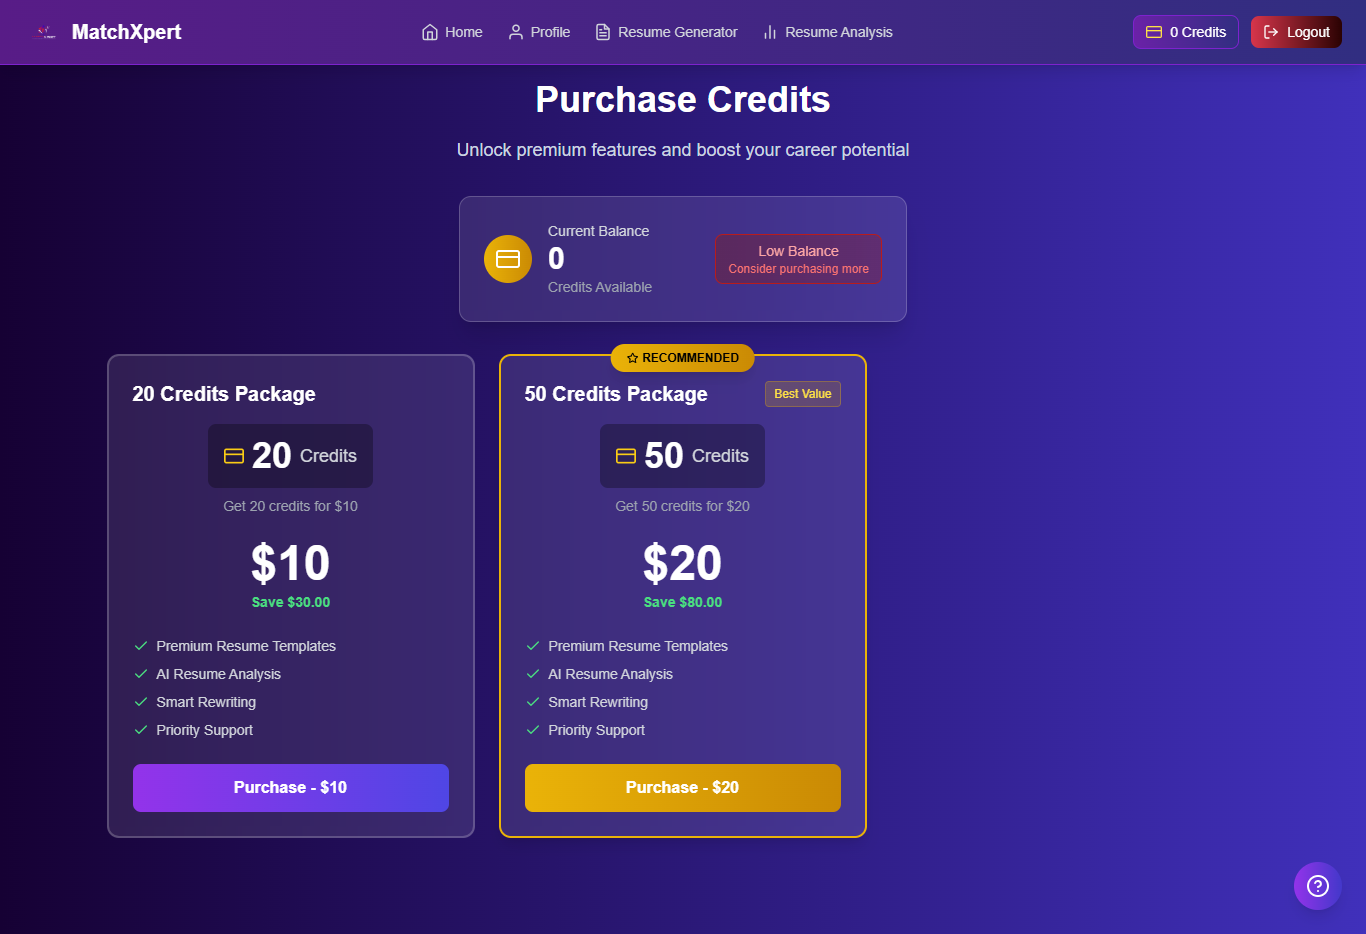 MatchXpert
Home
Profile
Resume Generator
Resume Analysis
0 Credits
Logout
Purchase Credits
Unlock premium features and boost your career potential
Current Balance
0
Credits Available
Low Balance
Consider purchasing more
20 Credits Package
20 Credits
Get 20 credits for $10
$10
Save $30.00
Premium Resume Templates
AI Resume Analysis
Smart Rewriting
Priority Support
Purchase - $10
RECOMMENDED
50 Credits Package
Best Value
50 Credits
Get 50 credits for $20
$20
Save $80.00
Premium Resume Templates
AI Resume Analysis
Smart Rewriting
Priority Support
Purchase - $20